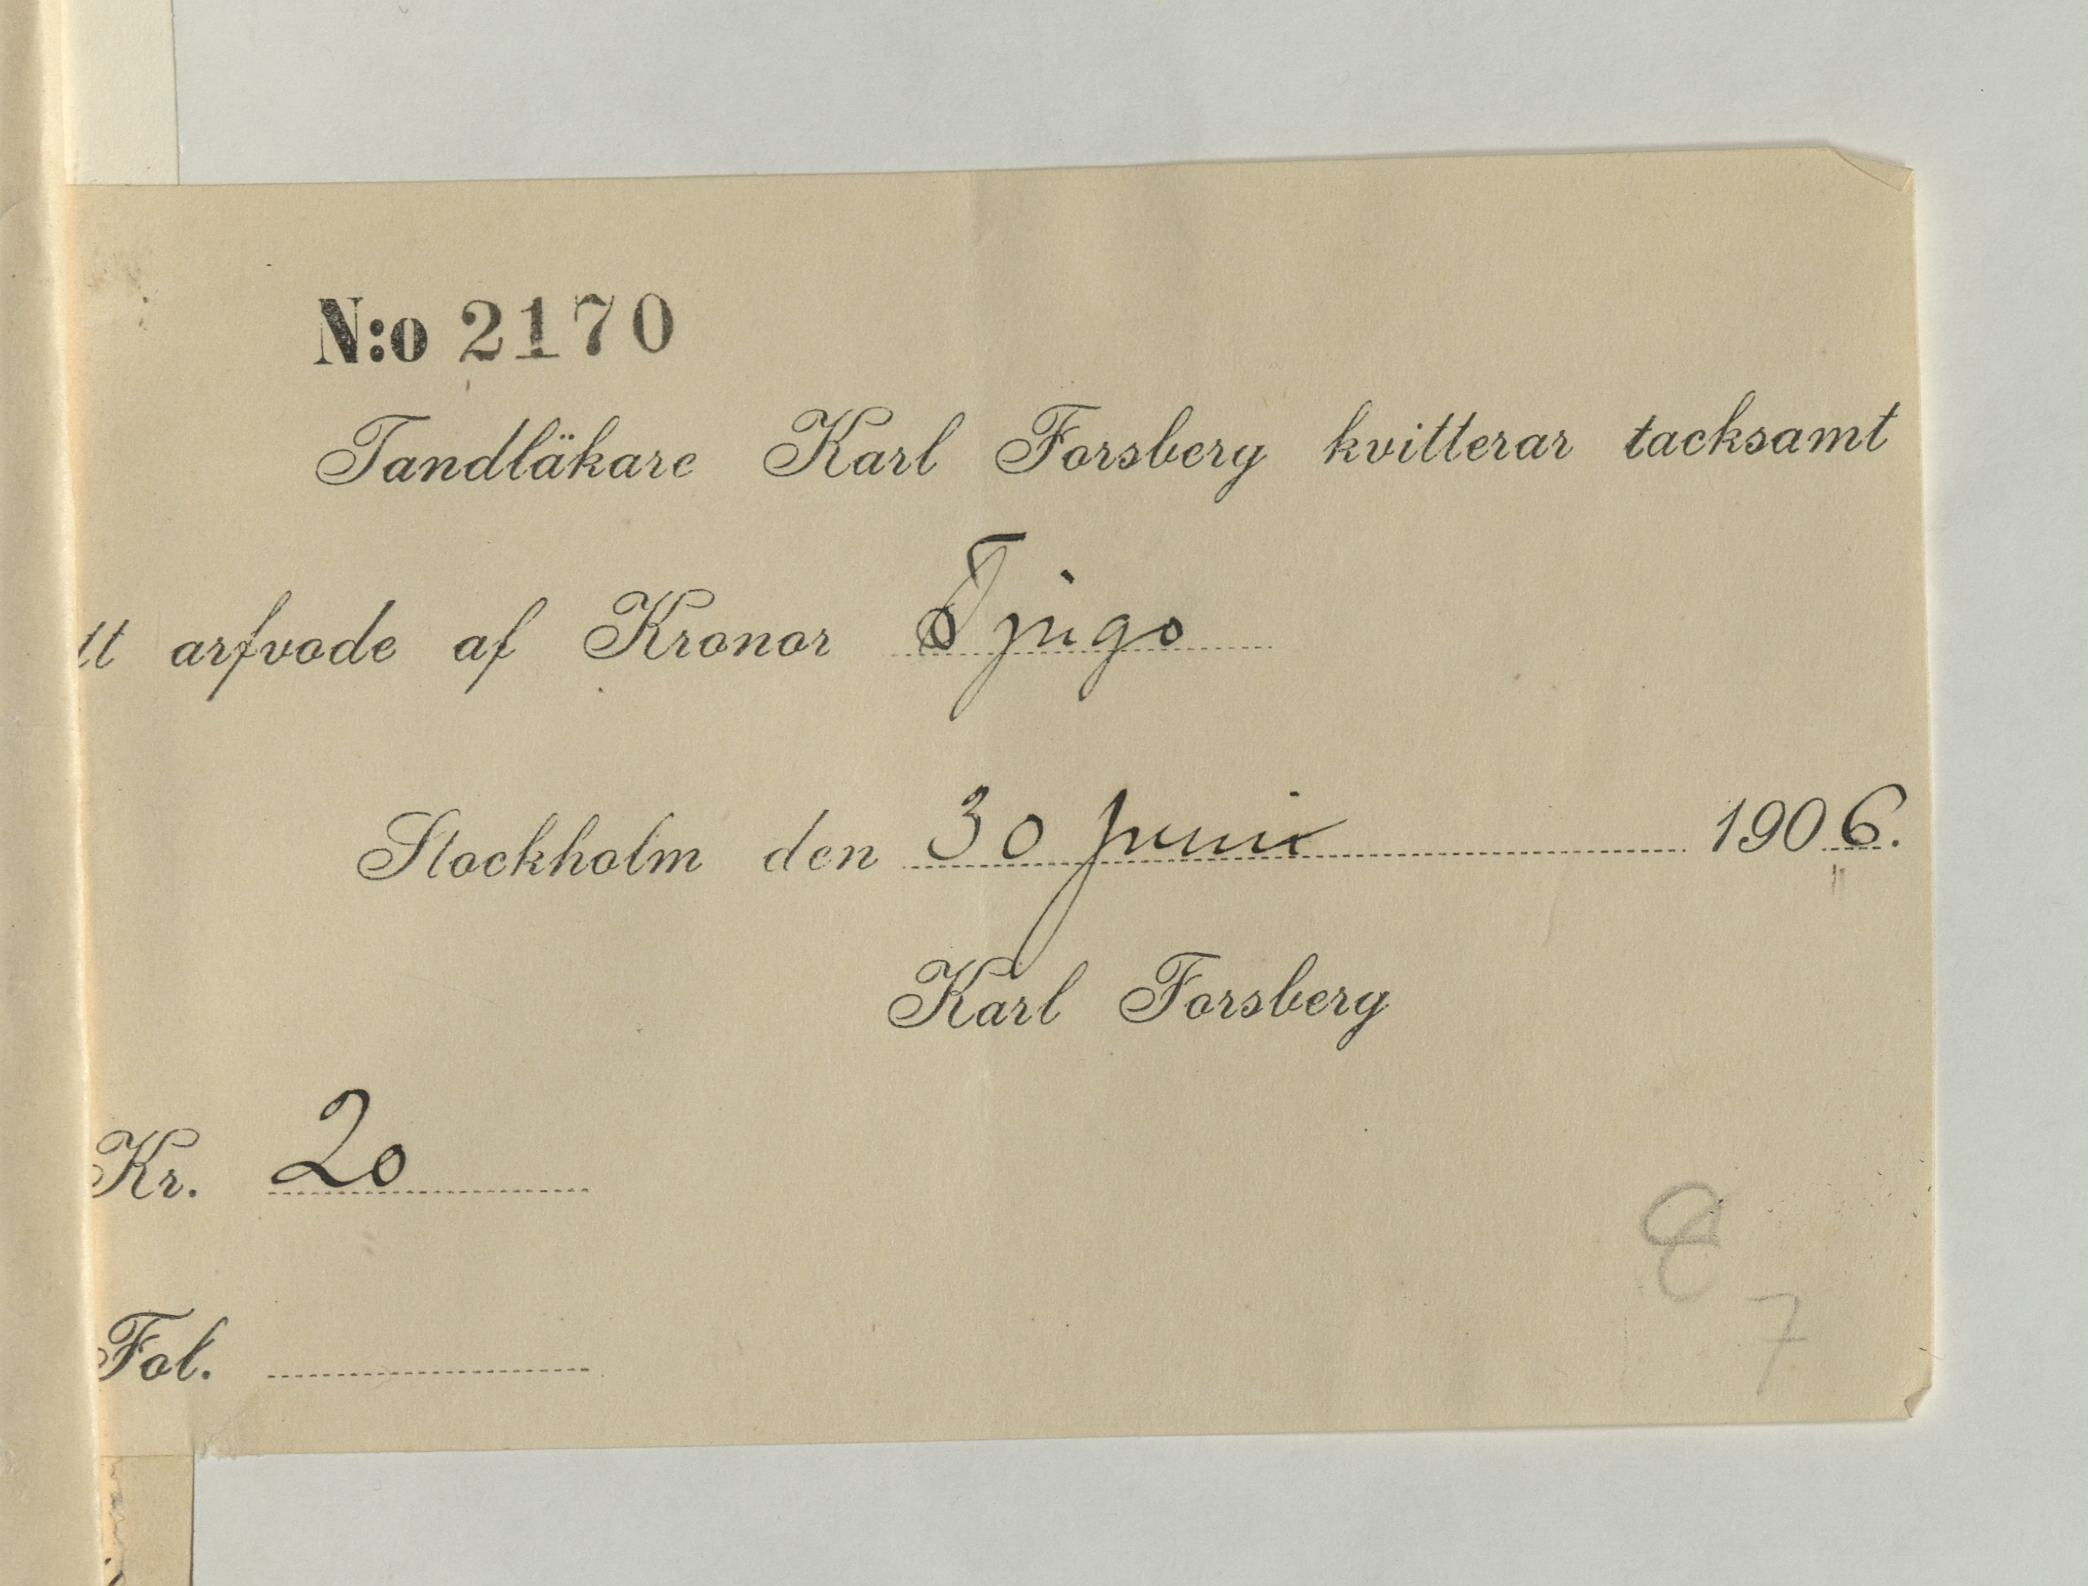 N:o 2170
Tandläkare Karl Forsberg kvitterar tacksamt
tt arfvode af Kronor Tjugo
Stockholm den 30 Juni 1906.
Karl Forsberg
Kr. 20
Fol.
7